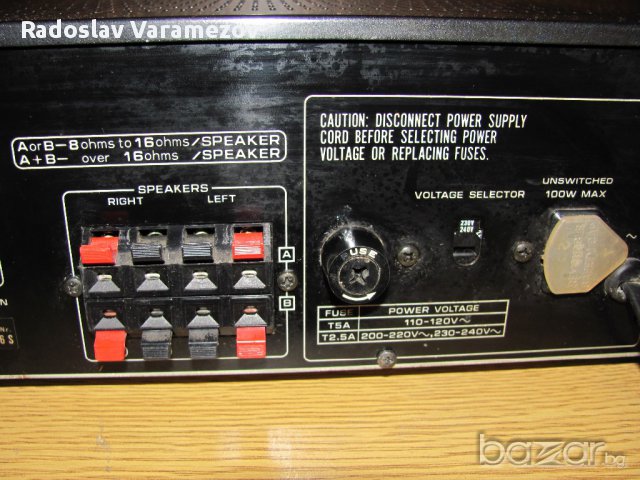 Radoslav Varamezov
A or B – 8 ohms to 16 ohms / SPEAKER
A + B – over 16 ohms / SPEAKER
SPEAKERS
RIGHT LEFT
A
B
CAUTION: DISCONNECT POWER SUPPLY
CORD BEFORE SELECTING POWER
VOLTAGE OR REPLACING FUSES.
VOLTAGE SELECTOR
230V
240V
UNSWITCHED
100W MAX
~
FUSE
FUSE POWER VOLTAGE
T5A 110-120V~
T2.5A 200-220V~, 230-240V~
N
Nr.
6 S
bazar.bg